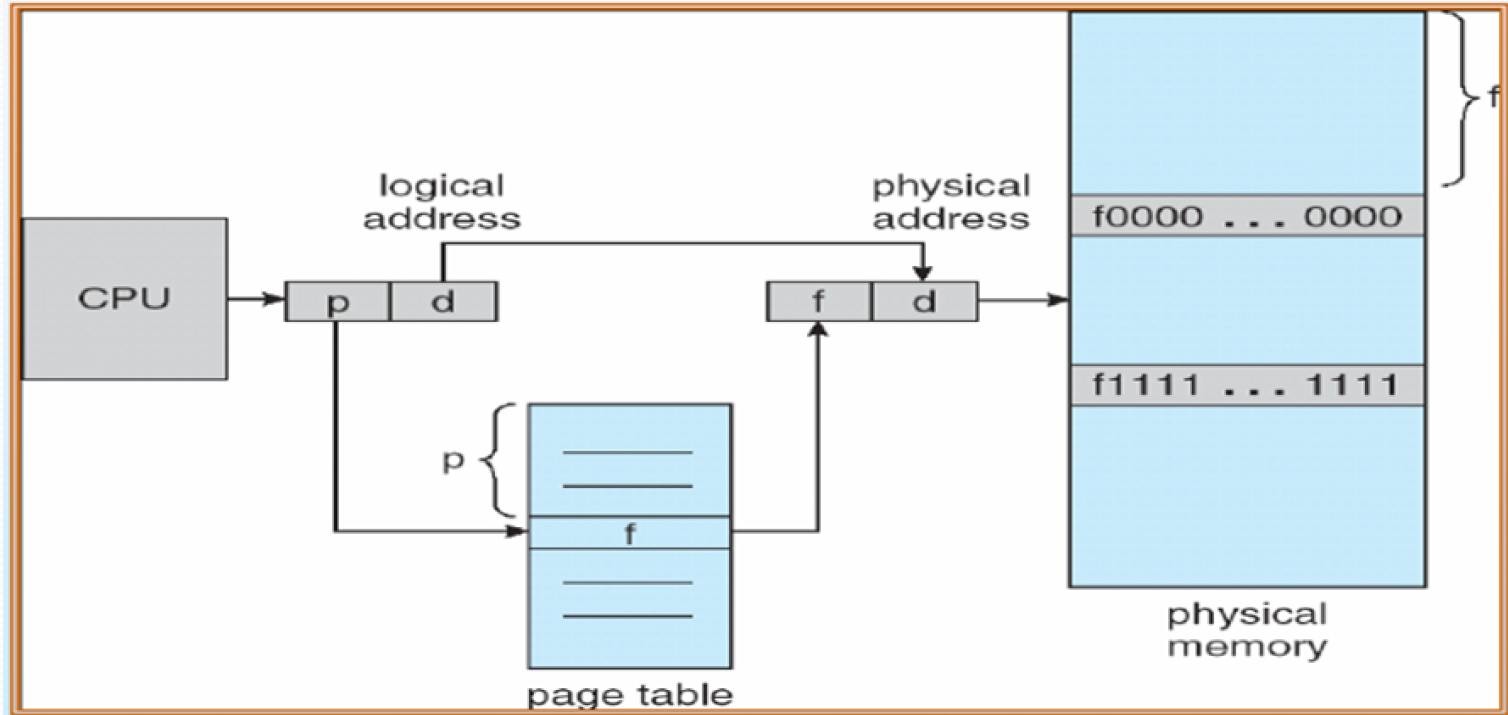 logical
address
physical
address
f
f0000 ... 0000
CPU
p d
f d
f1111 ... 1111
p
f
physical
memory
page table